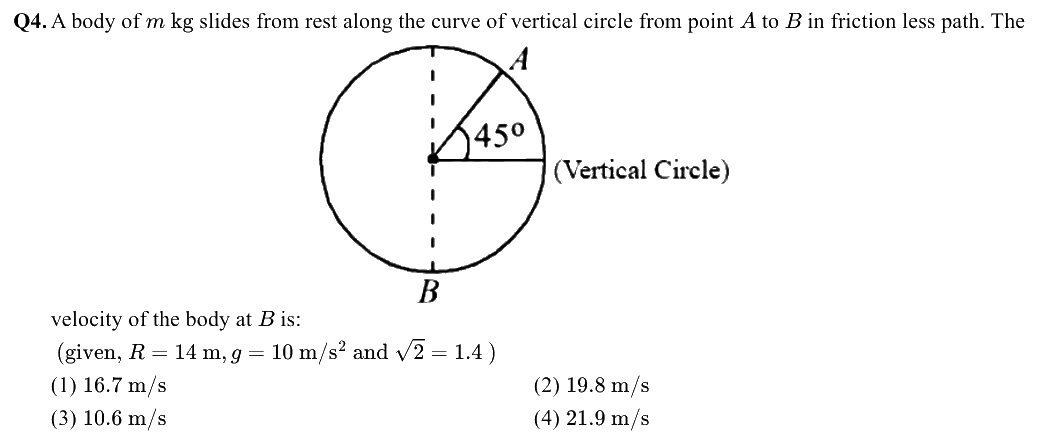 Q4. A body of m kg slides from rest along the curve of vertical circle from point A to B in friction less path. The
A
45°
(Vertical Circle)
B
velocity of the body at B is:
(given, R = 14 m, g = 10 m/s² and √2 = 1.4 )
(1) 16.7 m/s (2) 19.8 m/s
(3) 10.6 m/s (4) 21.9 m/s